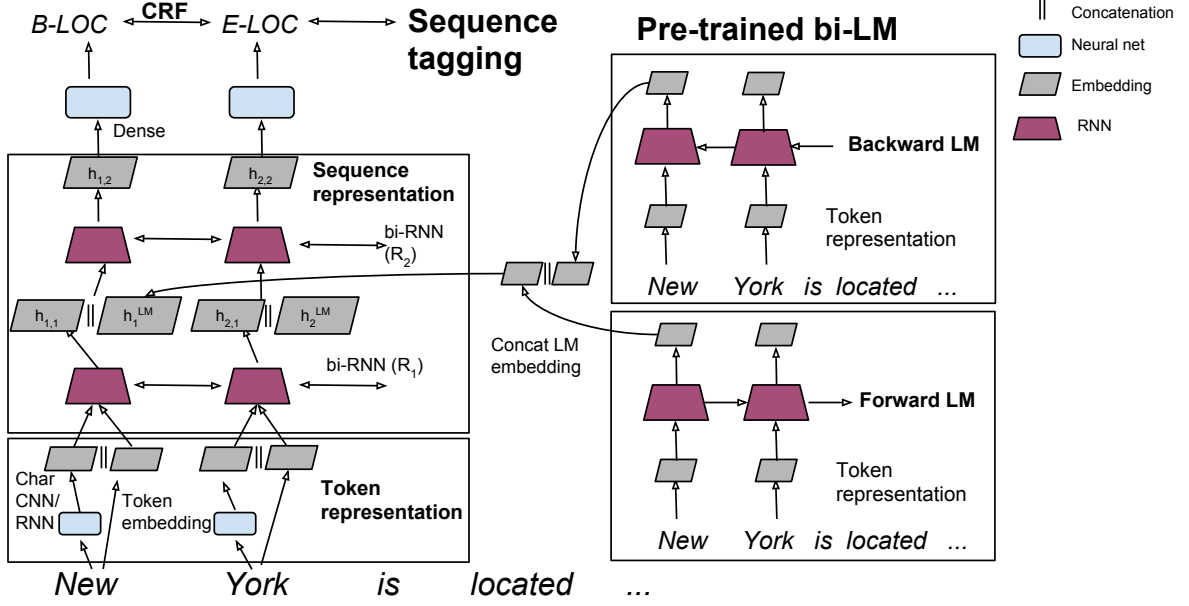 B-LOC
CRF
E-LOC
Sequence
tagging
Dense
h1,2
h2,2
Sequence
representation
bi-RNN
(R2)
h1,1
||
h1LM
h2,1
||
h2LM
bi-RNN (R1)
||
||
Char
CNN/
RNN
Token
embedding
Token
representation
New York is located ...
||
Concat LM
embedding
Pre-trained bi-LM
Backward LM
Token
representation
New York is located ...
Forward LM
Token
representation
New York is located ...
|| Concatenation
Neural net
Embedding
RNN